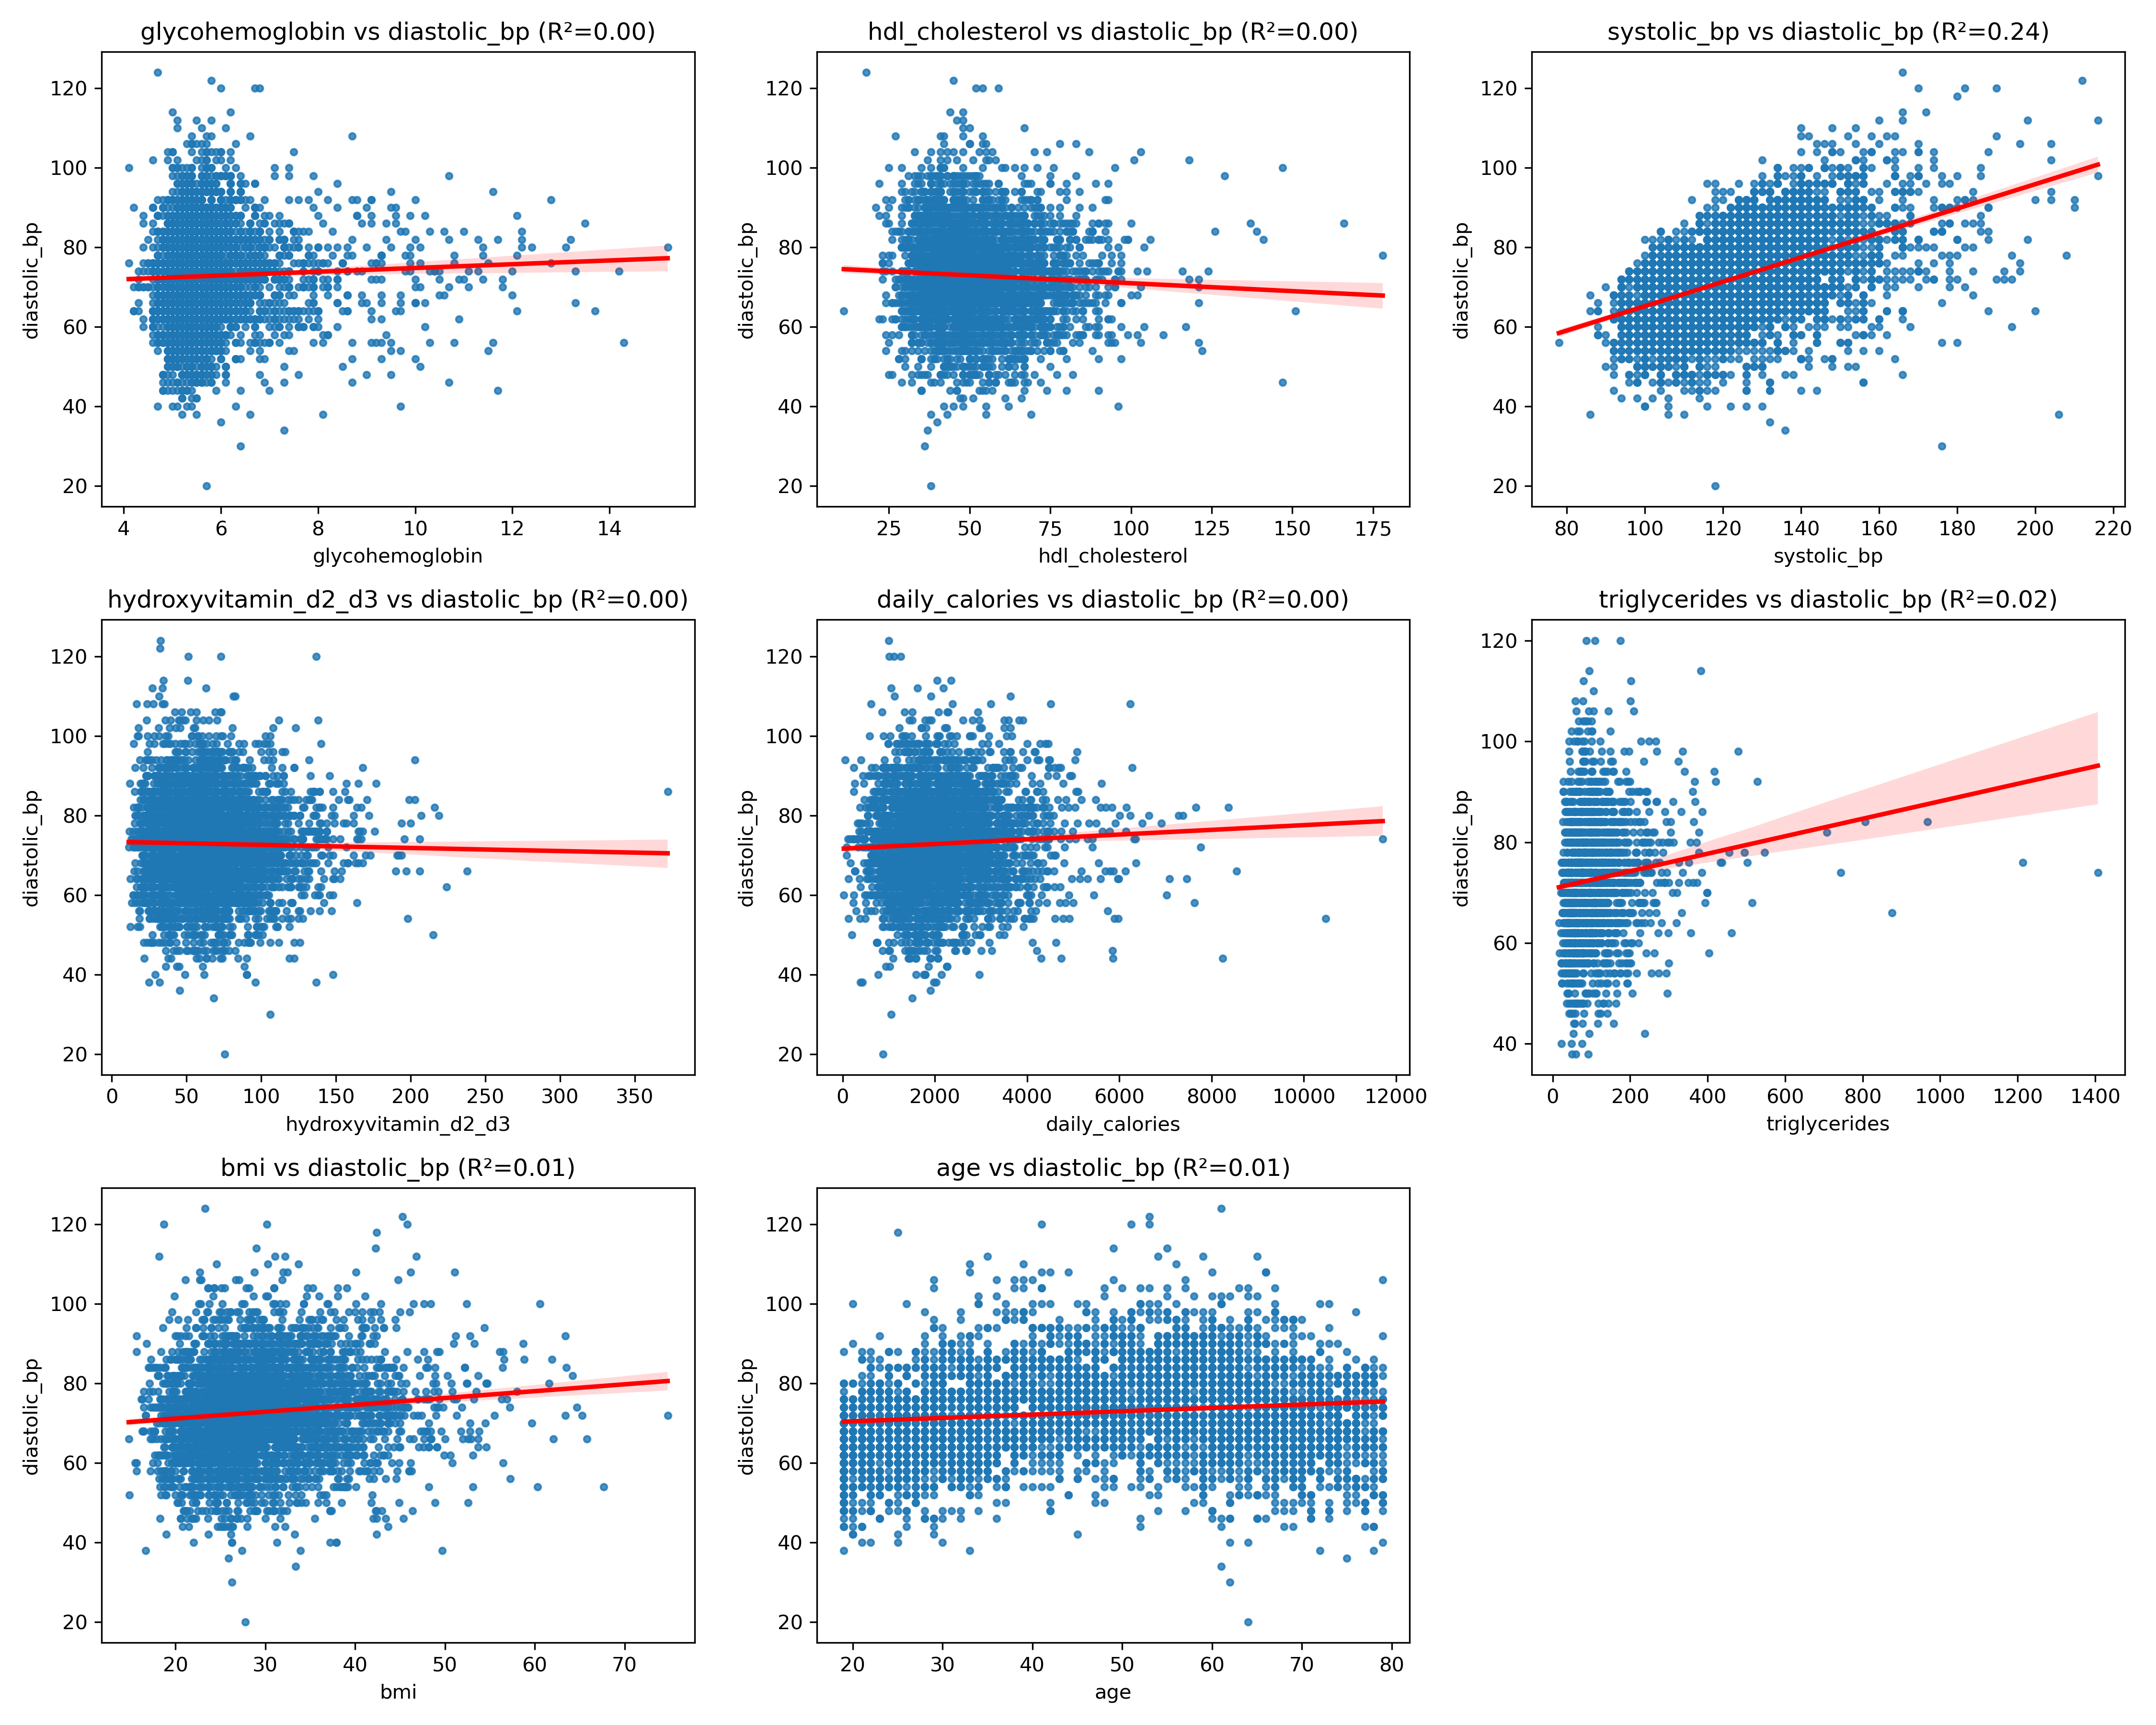 glycohemoglobin vs diastolic_bp (R²=0.00)
120
100
80
60
40
20
diastolic_bp
4 6 8 10 12 14
glycohemoglobin
hdl_cholesterol vs diastolic_bp (R²=0.00)
120
100
80
60
40
20
diastolic_bp
25 50 75 100 125 150 175
hdl_cholesterol
systolic_bp vs diastolic_bp (R²=0.24)
120
100
80
60
40
20
diastolic_bp
80 100 120 140 160 180 200 220
systolic_bp
hydroxyvitamin_d2_d3 vs diastolic_bp (R²=0.00)
120
100
80
60
40
20
diastolic_bp
0 50 100 150 200 250 300 350
hydroxyvitamin_d2_d3
daily_calories vs diastolic_bp (R²=0.00)
120
100
80
60
40
20
diastolic_bp
0 2000 4000 6000 8000 10000 12000
daily_calories
triglycerides vs diastolic_bp (R²=0.02)
120
100
80
60
40
diastolic_bp
0 200 400 600 800 1000 1200 1400
triglycerides
bmi vs diastolic_bp (R²=0.01)
120
100
80
60
40
20
diastolic_bp
20 30 40 50 60 70
bmi
age vs diastolic_bp (R²=0.01)
120
100
80
60
40
20
diastolic_bp
20 30 40 50 60 70 80
age